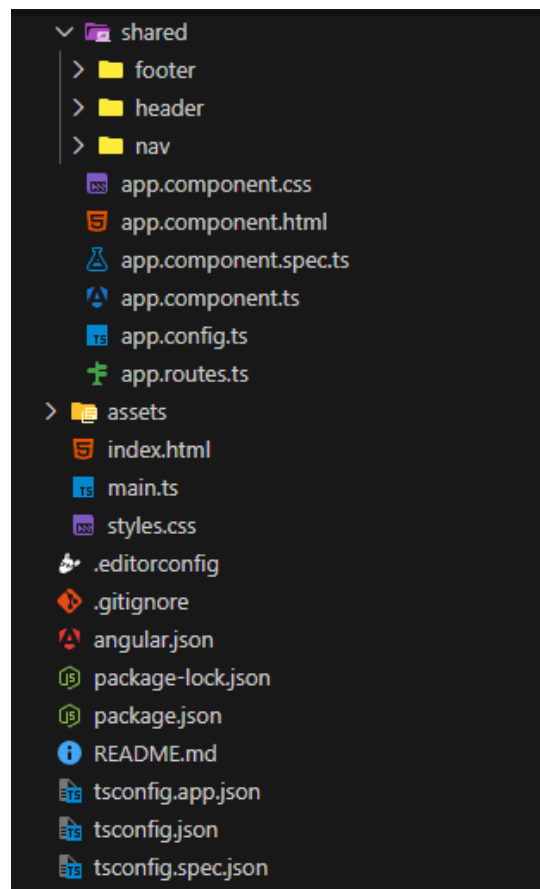 shared
footer
header
nav
app.component.css
app.component.html
app.component.spec.ts
app.component.ts
app.config.ts
app.routes.ts
assets
index.html
main.ts
styles.css
.editorconfig
.gitignore
angular.json
package-lock.json
package.json
README.md
tsconfig.app.json
tsconfig.json
tsconfig.spec.json